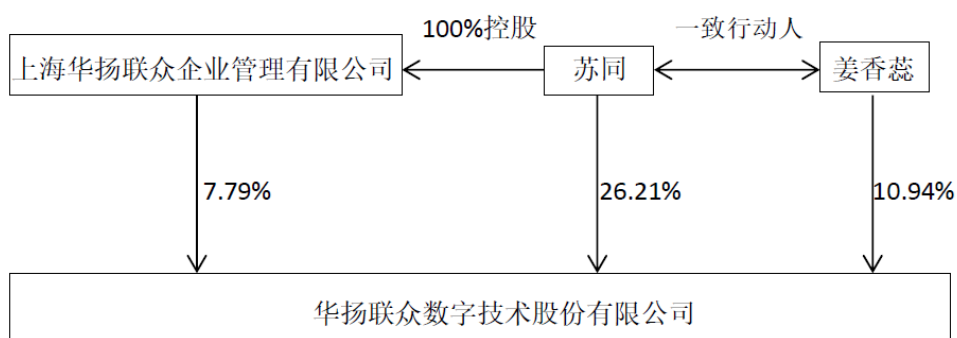 100%控股
一致行动人
上海华扬联众企业管理有限公司
苏同
姜香蕊
7.79%
26.21%
10.94%
华扬联众数字技术股份有限公司